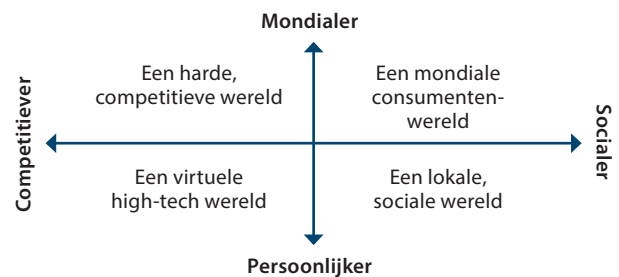 Mondialer
Een harde,
competitieve wereld
Een mondiale
consumenten-
wereld
Competitiever
Socialer
Een virtuele
high-tech wereld
Een lokale,
sociale wereld
Persoonlijker